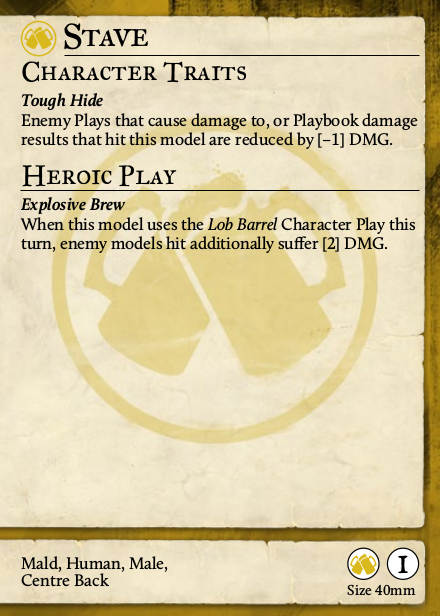 Stave
Character Traits
Tough Hide
Enemy Plays that cause damage to, or Playbook damage
results that hit this model are reduced by [–1] DMG.
Heroic Play
Explosive Brew
When this model uses the Lob Barrel Character Play this
turn, enemy models hit additionally suffer [2] DMG.
Mald, Human, Male,
Centre Back
1
Size 40mm